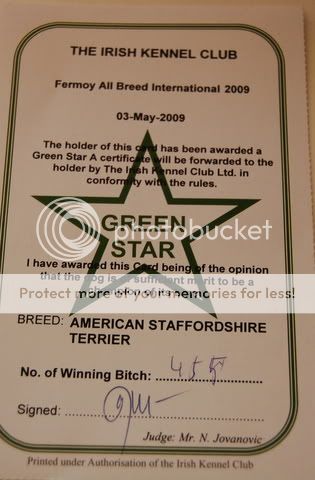 THE IRISH KENNEL CLUB
Fermoy All Breed International 2009
03-May-2009
The holder of this card has been awarded a
Green Star A certificate will be forwarded to the
holder by The Irish Kennel Club Ltd. in
conformity with the rules.
photobucket
GREEN
STAR
I have awarded this Card being of the opinion
that the dog is of sufficient merit to be a
Protect more of your memories for less!
of its
BREED: AMERICAN STAFFORDSHIRE
TERRIER
No. of Winning Bitch: 455
Signed:
Judge: Mr. N. Jovanovic
Printed under Authorisation of the Irish Kennel Club